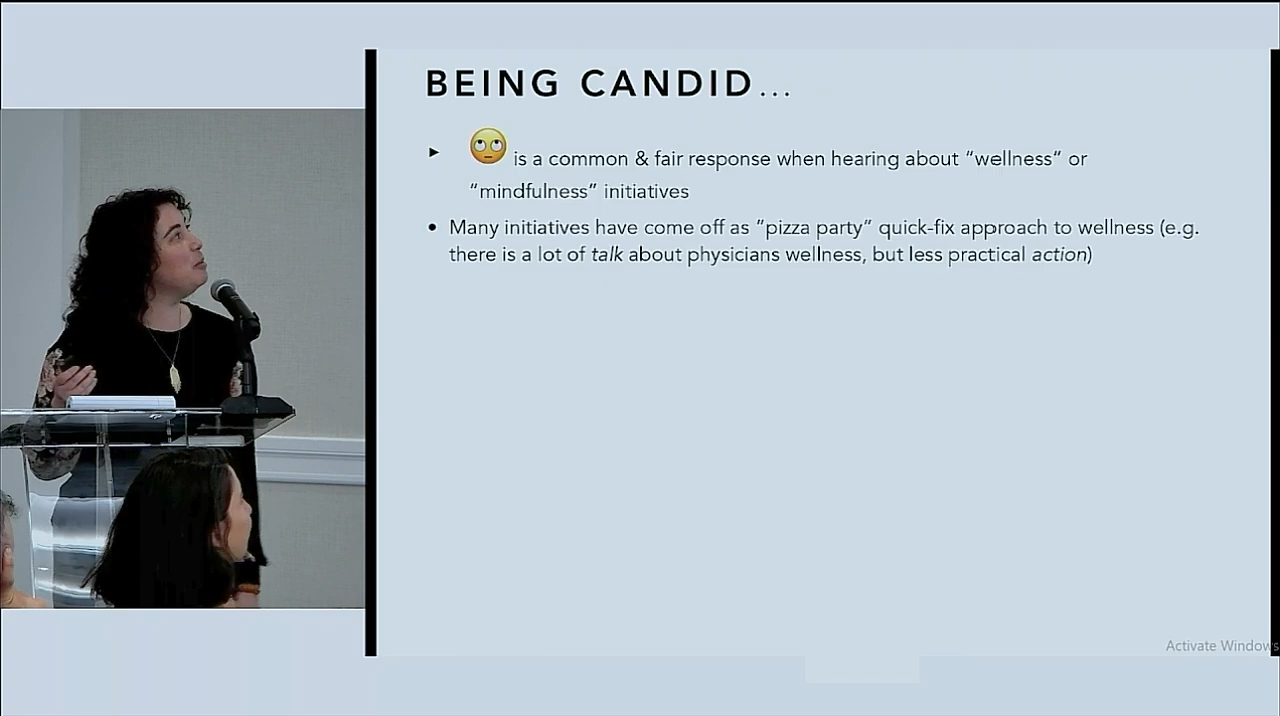 BEING CANDID...
🙄 is a common & fair response when hearing about “wellness” or
“mindfulness” initiatives
Many initiatives have come off as “pizza party” quick-fix approach to wellness (e.g.
there is a lot of talk about physicians wellness, but less practical action)
Activate Windows